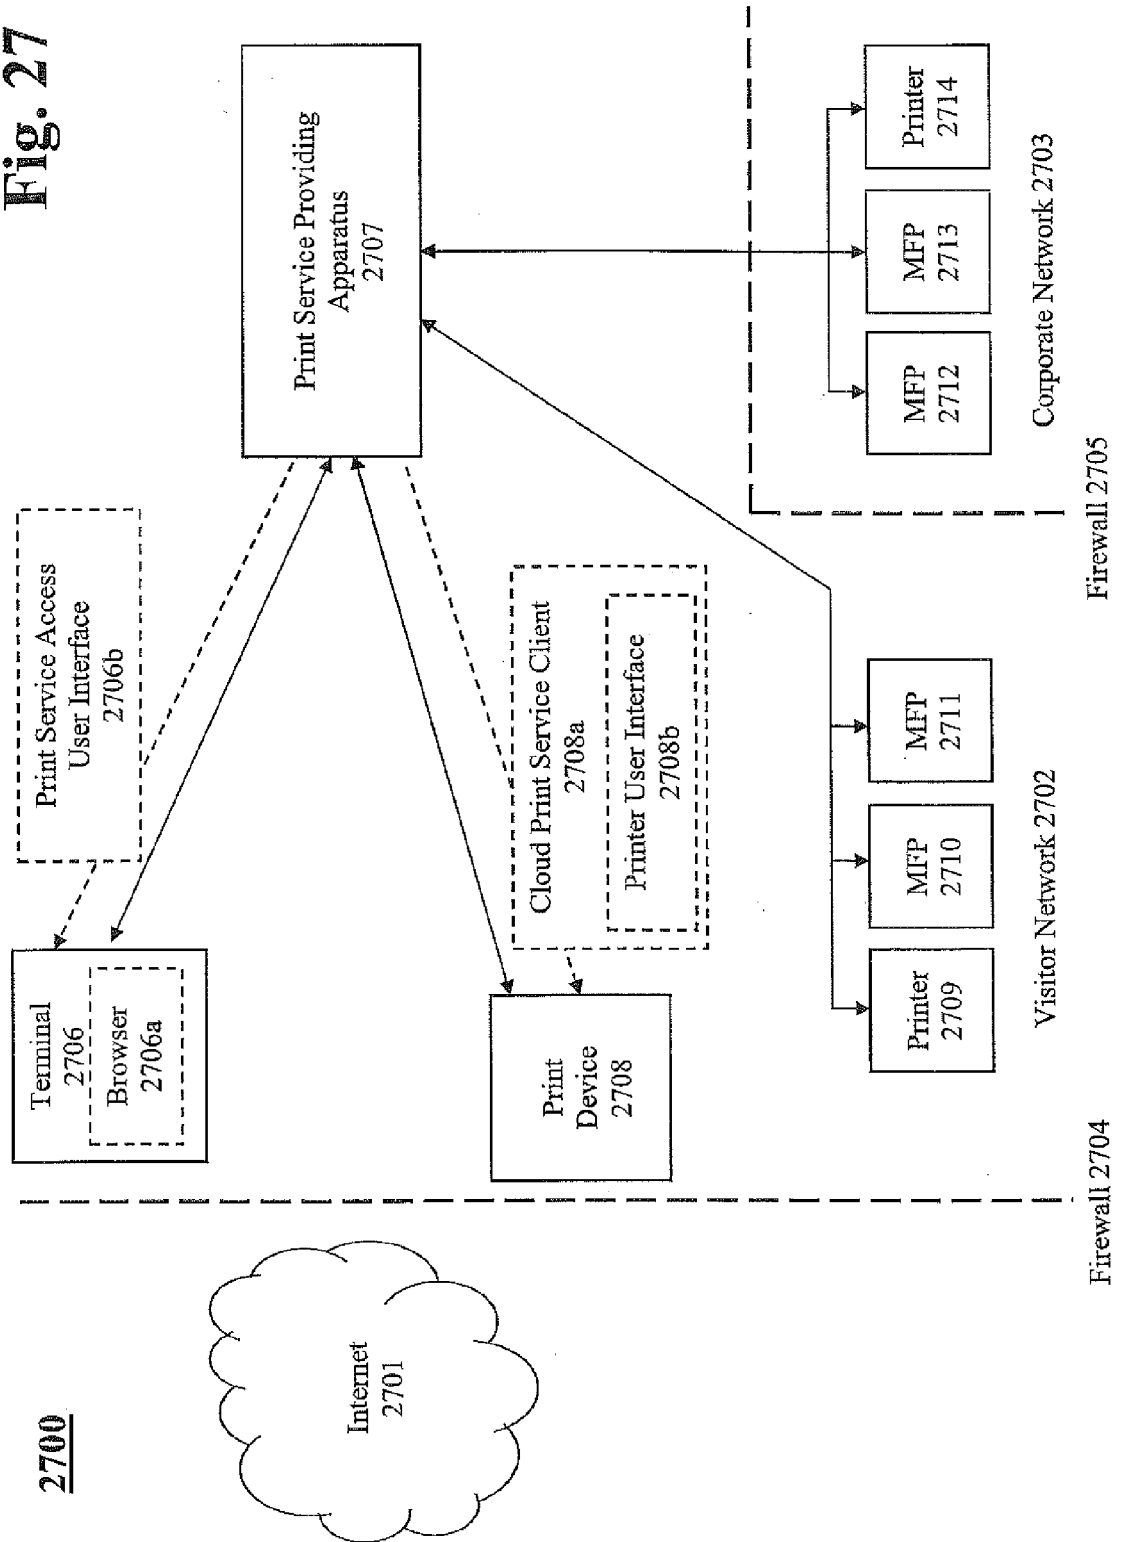 Fig. 27
2700
Internet
2701
Firewall 2704
Terminal
2706
Browser
2706a
Print Service Access
User Interface
2706b
Print Service Providing
Apparatus
2707
Print
Device
2708
Cloud Print Service Client
2708a
Printer User Interface
2708b
Printer
2709
MFP
2710
MFP
2711
Visitor Network 2702
Firewall 2705
MFP
2712
MFP
2713
Printer
2714
Corporate Network 2703